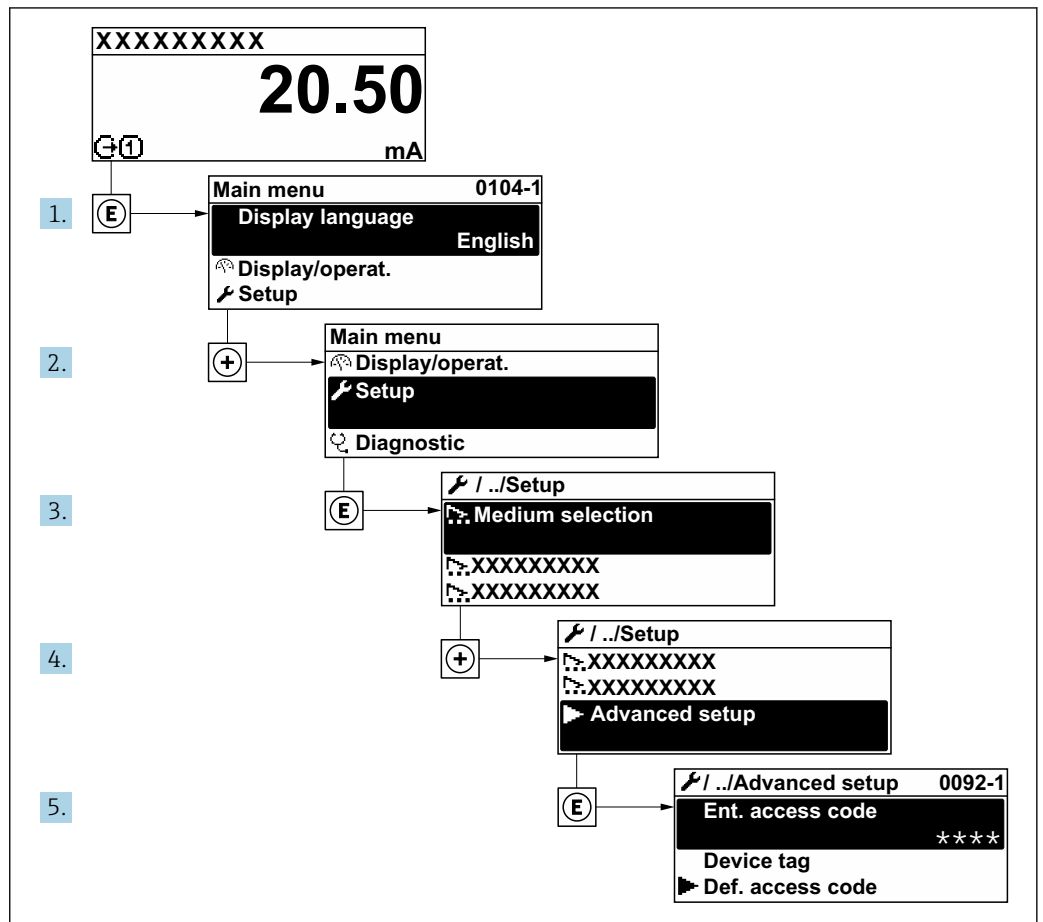 XXXXXXXXX
20.50
1 mA
1.
E
Main menu 0104-1
Display language
English
Display/operat.
Setup
2.
+
Main menu
Display/operat.
Setup
Diagnostic
3.
E
/ ../Setup
Medium selection
XXXXXXXXX
XXXXXXXXX
4.
+
/ ../Setup
XXXXXXXXX
XXXXXXXXX
Advanced setup
5.
E
/ ../Advanced setup 0092-1
Ent. access code
****
Device tag
Def. access code